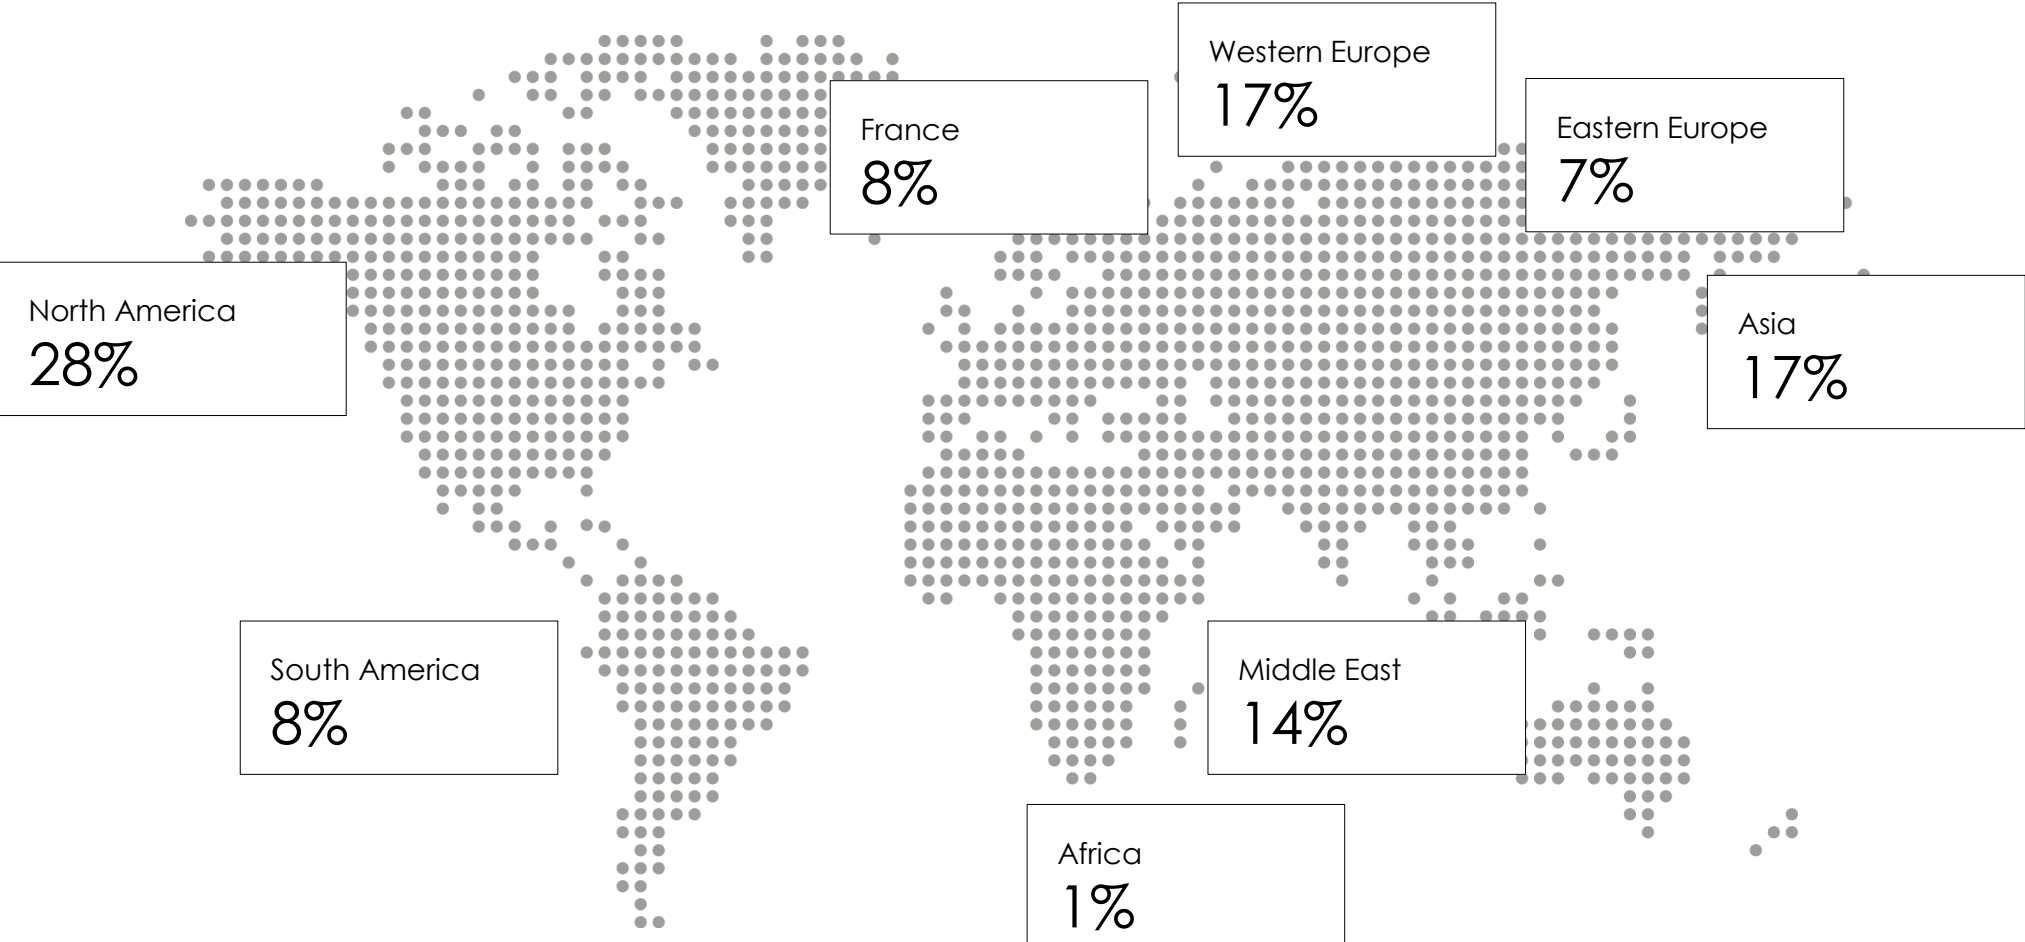 Western Europe
17%
France
8%
Eastern Europe
7%
North America
28%
Asia
17%
South America
8%
Middle East
14%
Africa
1%